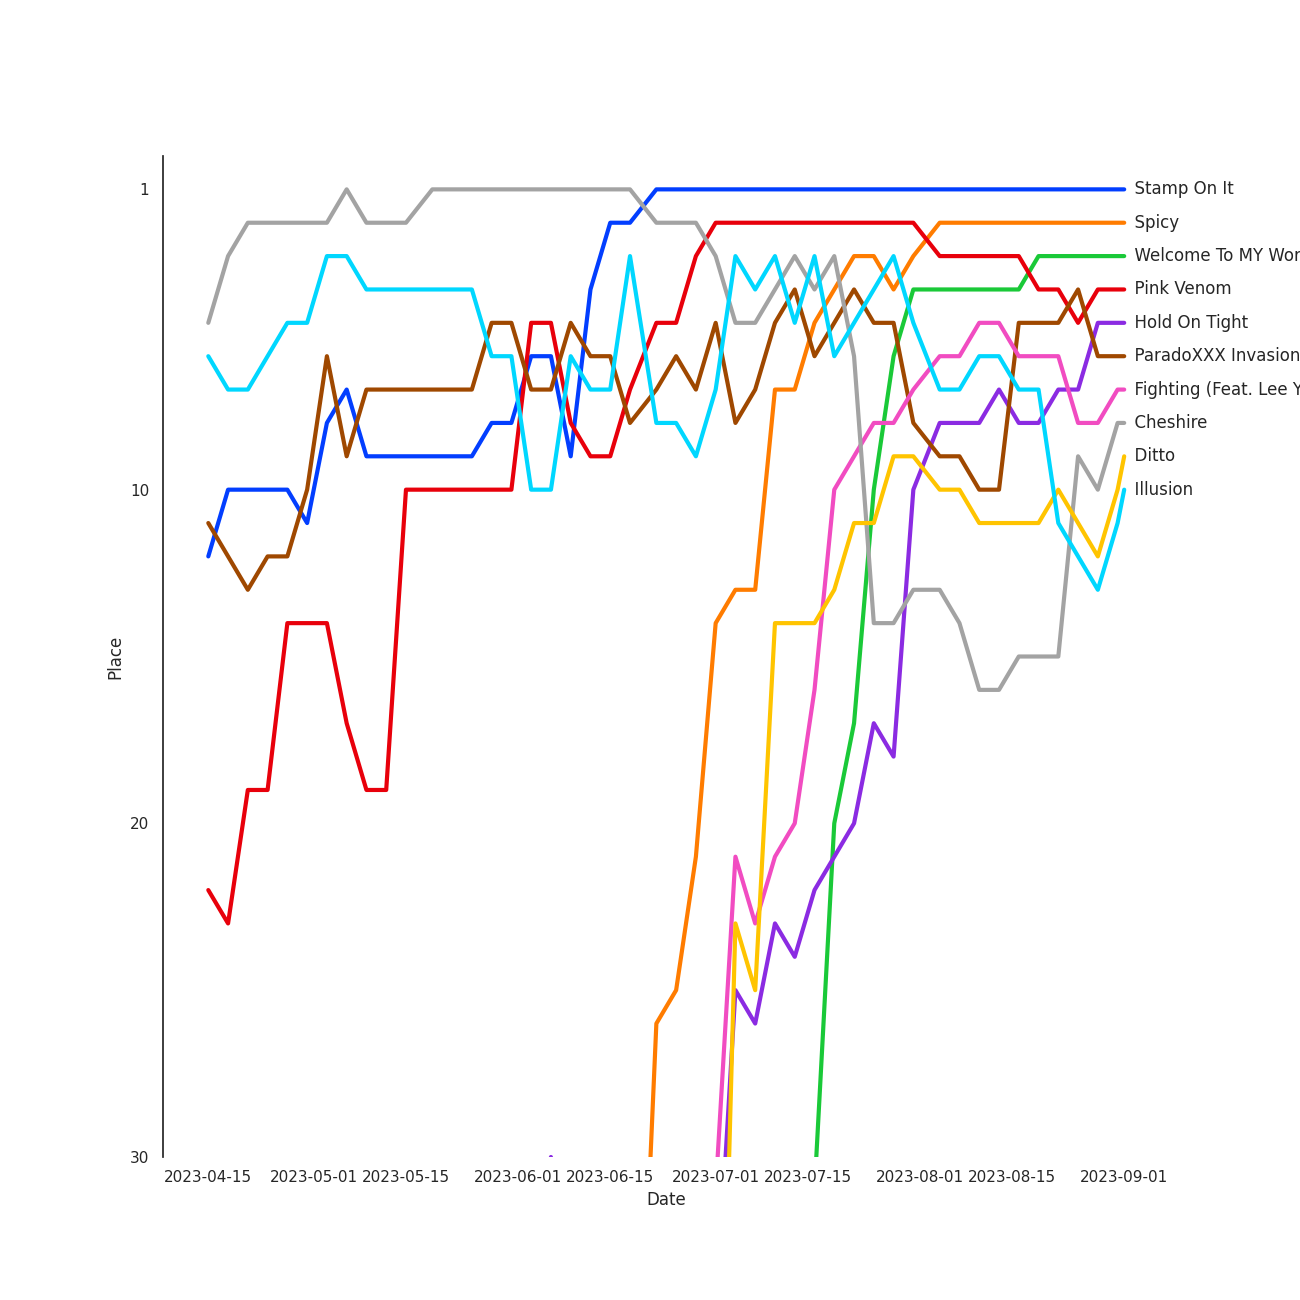 1
10
20
30
Place
Stamp On It
Spicy
Welcome To MY Wor
Pink Venom
Hold On Tight
ParadoXXX Invasion
Fighting (Feat. Lee Y
Cheshire
Ditto
Illusion
2023-04-15 2023-05-01 2023-05-15 2023-06-01 2023-06-15 2023-07-01 2023-07-15 2023-08-01 2023-08-15 2023-09-01
Date